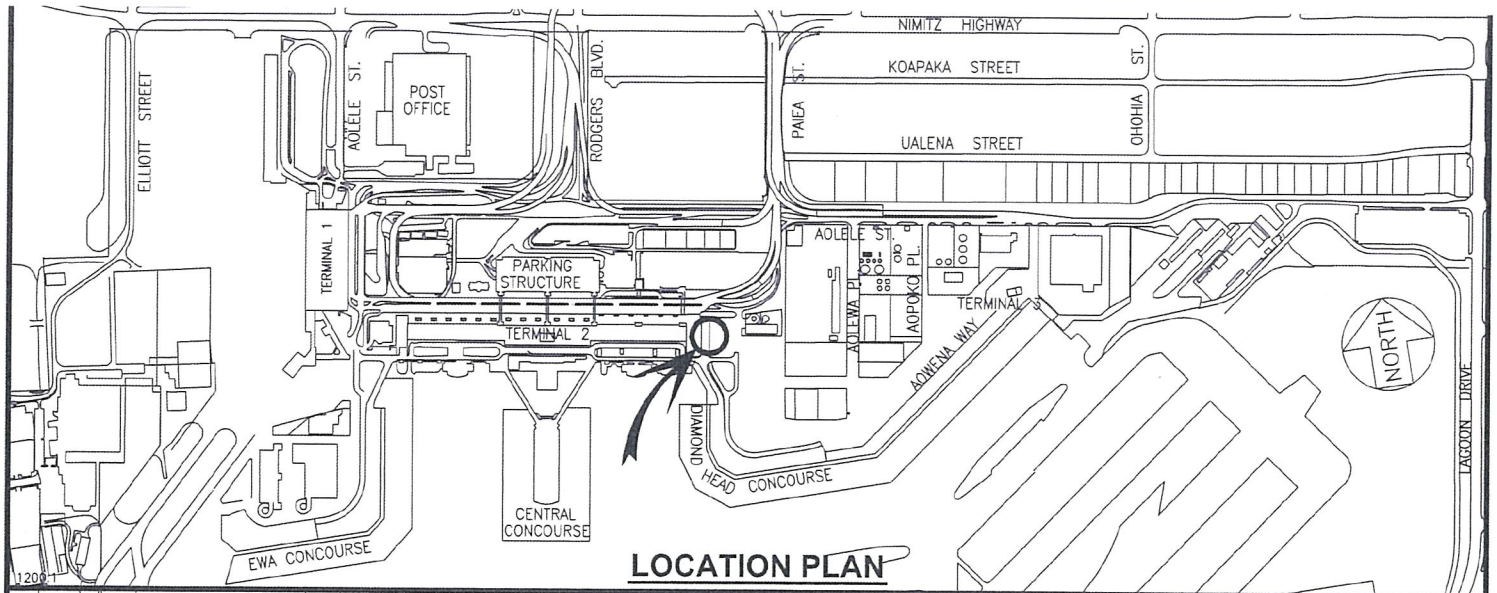 NIMITZ HIGHWAY
KOAPAKA STREET
UALENA STREET
ELLIOTT STREET
AOLELE ST.
POST
OFFICE
RODGERS BLVD.
PAIEA ST.
OHOHIA ST.
TERMINAL 1
PARKING
STRUCTURE
TERMINAL 2
AOLELE ST.
AOLEWA PL.
AOPOKO PL.
TERMINAL 3
AOWENA WAY
NORTH
LAGOON DRIVE
DIAMOND
HEAD CONCOURSE
CENTRAL
CONCOURSE
EWA CONCOURSE
LOCATION PLAN